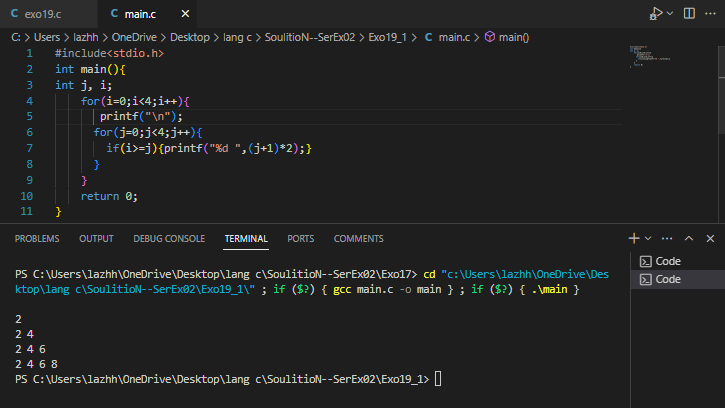 exo19.c main.c
C: > Users > lazhh > OneDrive > Desktop > lang c > SoulitioN--SerEx02 > Exo19_1 > C main.c > main()
1 #include<stdio.h>
2 int main(){
3 int j, i;
4 for(i=0;i<4;i++){
5 printf("\n");
6 for(j=0;j<4;j++){
7 if(i>=j){printf("%d ",(j+1)*2);}
8 }
9 }
10 return 0;
11 }
PROBLEMS OUTPUT DEBUG CONSOLE TERMINAL PORTS COMMENTS
Code
Code
PS C:\Users\lazhh\OneDrive\Desktop\lang c\SoulitioN--SerEx02\Exo17> cd "c:\Users\lazhh\OneDrive\Des
ktop\lang c\SoulitioN--SerEx02\Exo19_1\" ; if ($?) { gcc main.c -o main } ; if ($?) { .\main }
2
2 4
2 4 6
2 4 6 8
PS C:\Users\lazhh\OneDrive\Desktop\lang c\SoulitioN--SerEx02\Exo19_1>